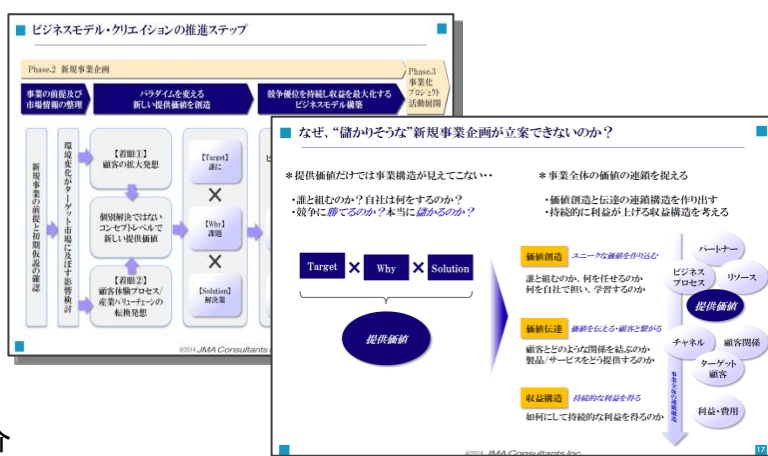 ビジネスモデル・クリエイションの推進ステップ
Phase.2 新規事業企画
Phase.3
事業化
プロジェクト
活動展開
事業の前提及び
市場情報の整理
パラダイムを変える
新しい提供価値を創造
競争優位を持続し収益を最大化する
ビジネスモデル構築
新規事業の前提と初期仮説の確認
環境変化がターゲット市場に及ぼす影響検討
【着眼①】
顧客の拡大発想
個別解決ではない
コンセプトレベルで
新しい提供価値
【着眼②】
顧客体験プロセス/
産業バリューチェーンの
転換発想
【Target】
誰に
×
【Why】
課題
×
【Solution】
解決策
©2014 JMA Consultants
なぜ、“儲かりそうな”新規事業企画が立案できないのか？
＊提供価値だけでは事業構造が見えてこない・・
・誰と組むのか？自社は何をするのか？
・競争に勝てるのか？本当に儲かるのか？
Target × Why × Solution
提供価値
＊事業全体の価値の連鎖を捉える
・価値創造と伝達の連鎖構造を作り出す
・持続的に利益が上げる収益構造を考える
価値創造 ユニークな価値を作り込む
誰と組むのか、何を任せるのか
何を自社で担い、学習するのか
価値伝達 価値を伝える・顧客と繋がる
顧客とどのような関係を結ぶのか
製品/サービスをどう提供するのか
収益構造 持続的な利益を得る
如何にして持続的な利益を得るのか
パートナー
ビジネス
プロセス
リソース
提供価値
チャネル
顧客関係
ターゲット
顧客
利益・費用
事業全体の連鎖構造
©2014 JMA Consultants Inc.
17
介